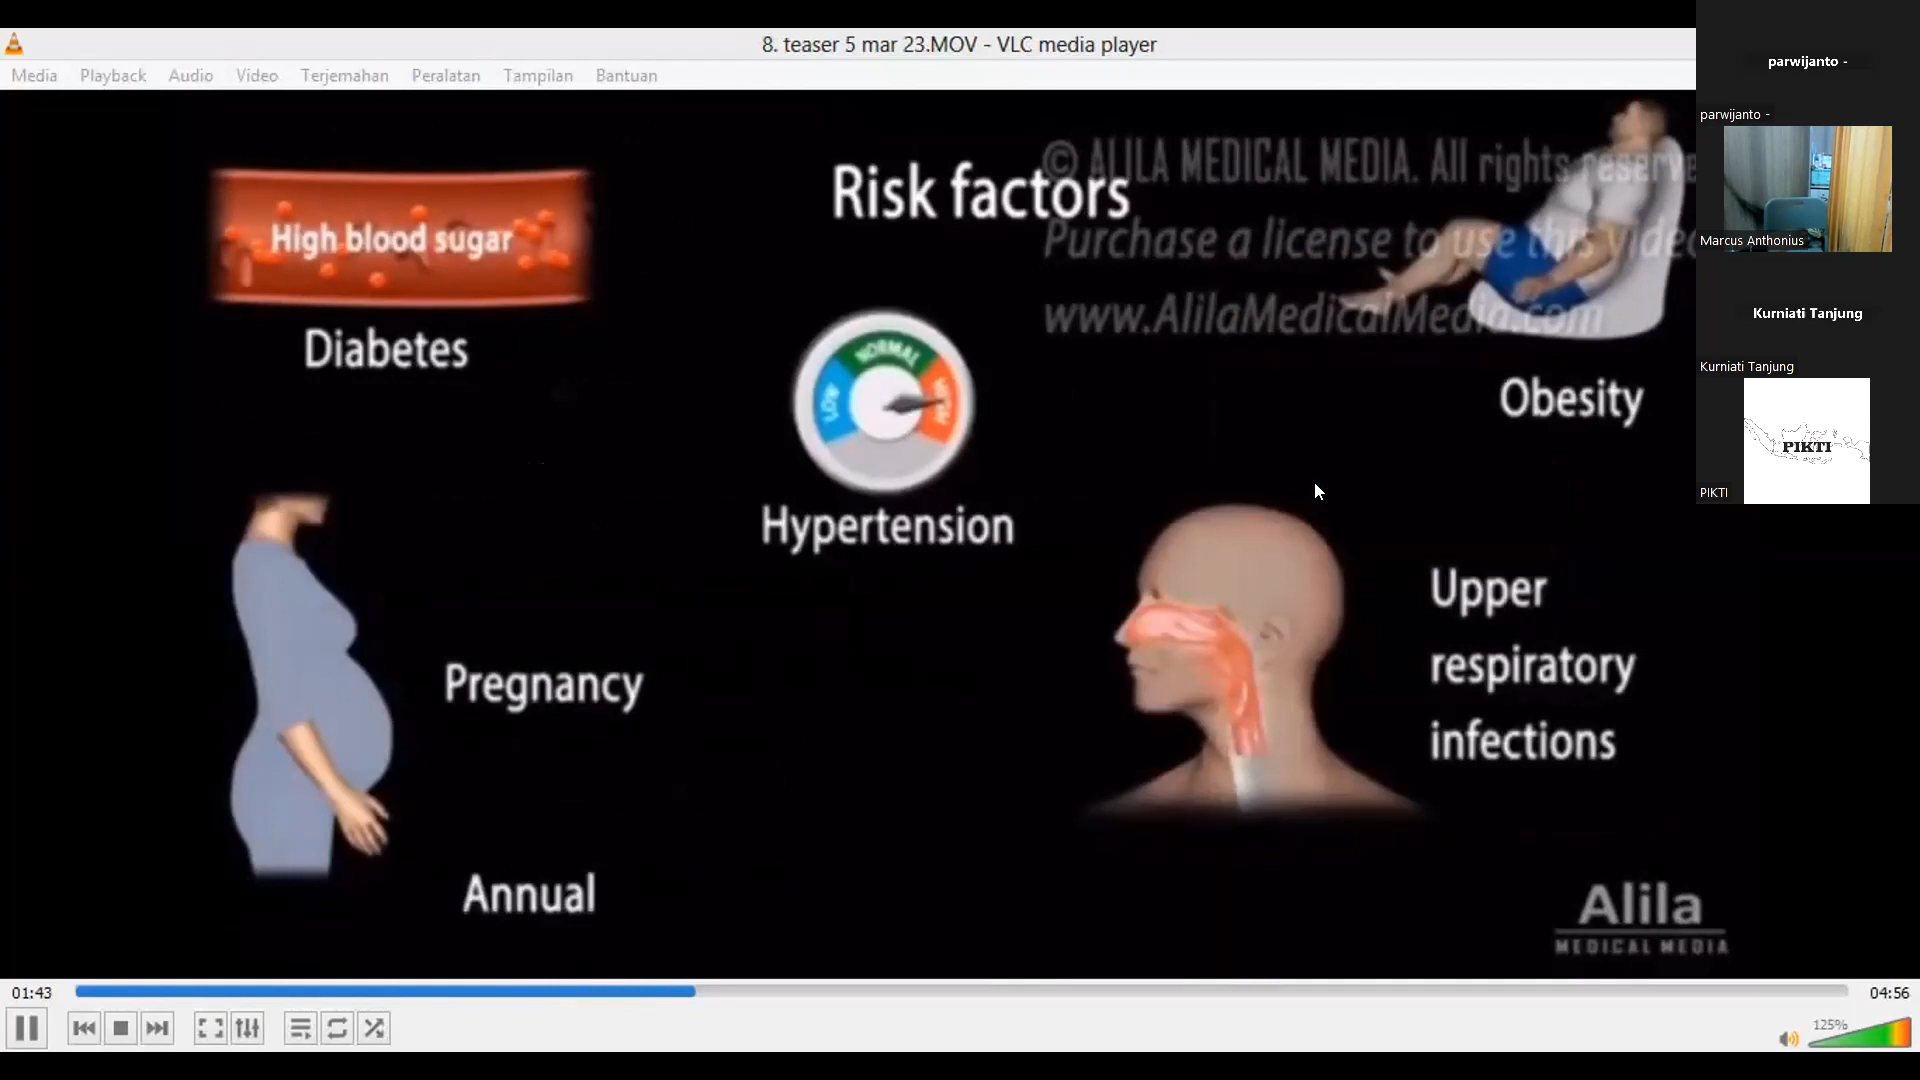 8. teaser 5 mar 23.MOV - VLC media player
Media Playback Audio Video Terjemahan Peralatan Tampilan Bantuan
Risk factors
© ALILA MEDICAL MEDIA. All rights reserve
Purchase a license to use this video
www.AlilaMedicalMedia.com
High blood sugar
Diabetes
LOW NORMAL HIGH
Hypertension
Obesity
Pregnancy
Upper
respiratory
infections
Annual
Alila
MEDICAL MEDIA
parwijanto -
parwijanto -
Marcus Anthonius
Kurniati Tanjung
Kurniati Tanjung
PIKTI
PIKTI
01:43
04:56
125%